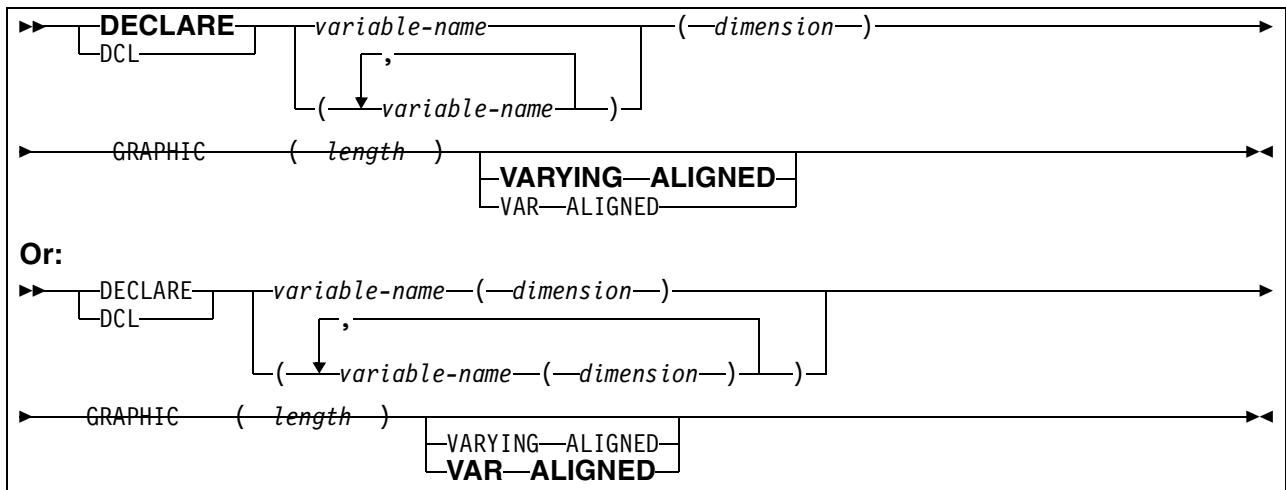 DECLARE variable-name ( dimension )
DCL ,
( variable-name )
GRAPHIC ( length )
VARYING ALIGNED
VAR ALIGNED
Or:
DECLARE variable-name ( dimension )
DCL ,
( variable-name ( dimension ) )
GRAPHIC ( length )
VARYING ALIGNED
VAR ALIGNED